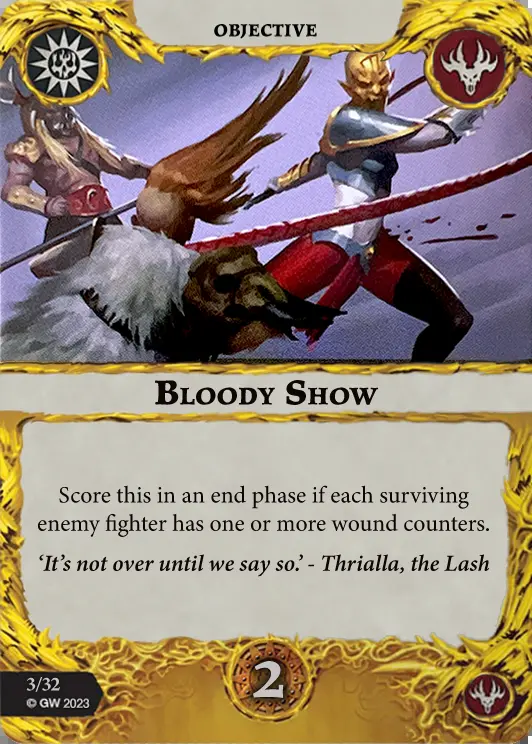 OBJECTIVE
BLOODY SHOW
Score this in an end phase if each surviving
enemy fighter has one or more wound counters.
‘It’s not over until we say so.’ - Thrialla, the Lash
2
3/32
© GW 2023